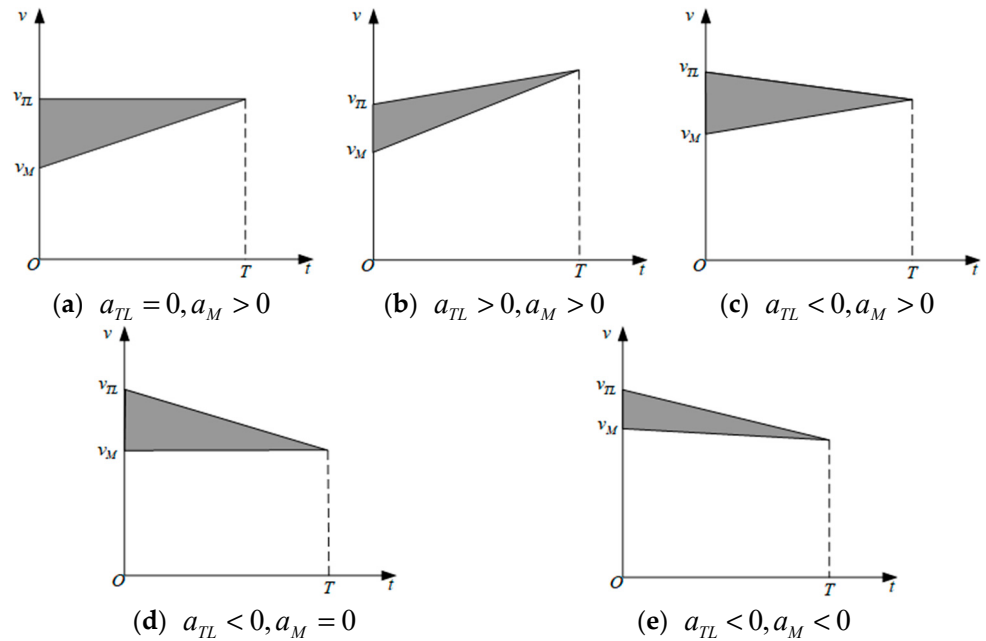 v v v
v_TL v_TL v_TL
v_M v_M v_M
O T t O T t O T t
(a) a_TL = 0, a_M > 0 (b) a_TL > 0, a_M > 0 (c) a_TL < 0, a_M > 0
v v
v_TL v_TL
v_M v_M
O T t O T t
(d) a_TL < 0, a_M = 0 (e) a_TL < 0, a_M < 0